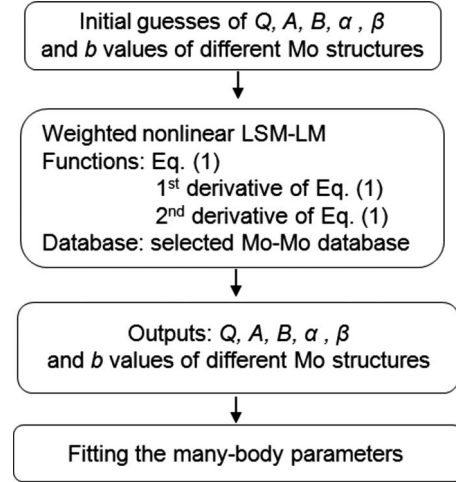 Initial guesses of Q, A, B, α , β
and b values of different Mo structures
Weighted nonlinear LSM-LM
Functions: Eq. (1)
1st derivative of Eq. (1)
2nd derivative of Eq. (1)
Database: selected Mo-Mo database
Outputs: Q, A, B, α , β
and b values of different Mo structures
Fitting the many-body parameters